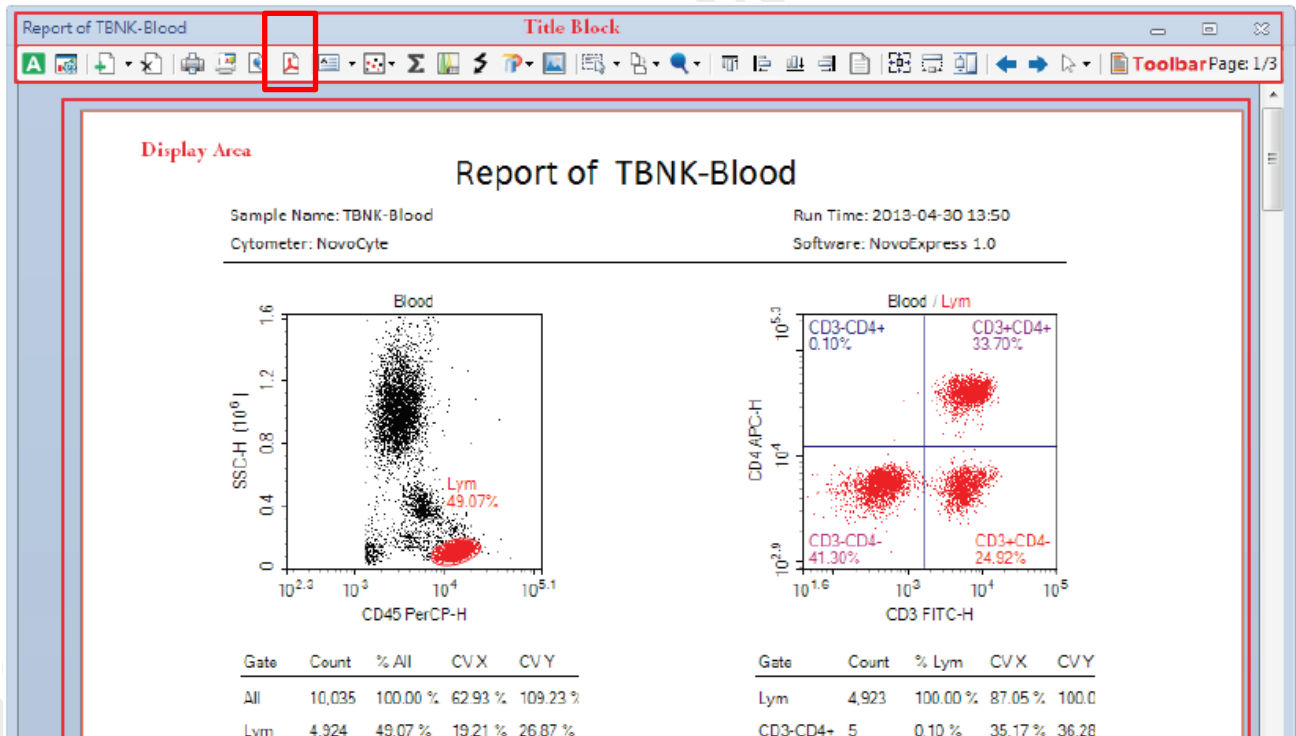 Report of TBNK-Blood
Title Block
Toolbar Page: 1/3
Display Area
Report of TBNK-Blood
Sample Name: TBNK-Blood
Run Time: 2013-04-30 13:50
Cytometer: NovoCyte
Software: NovoExpress 1.0
Blood
SSC-H (10^6)
1.6
1.2
0.8
0.4
0
Lym
49.07%
10^2.3 10^3 10^4 10^5.1
CD45 PerCP-H
Blood / Lym
CD4 APC-H
10^5.3
10^4
10^2.9
CD3-CD4+
0.10%
CD3+CD4+
33.70%
CD3-CD4-
41.30%
CD3+CD4-
24.92%
10^1.6 10^3 10^4 10^5
CD3 FITC-H
Gate Count % All CV X CV Y
All 10,035 100.00 % 62.93 % 109.23 %
Lym 4,924 49.07 % 19.21 % 26.87 %
Gate Count % Lym CV X CV Y
Lym 4,923 100.00 % 87.05 % 100.0
CD3-CD4+ 5 0.10 % 35.17 % 36.28